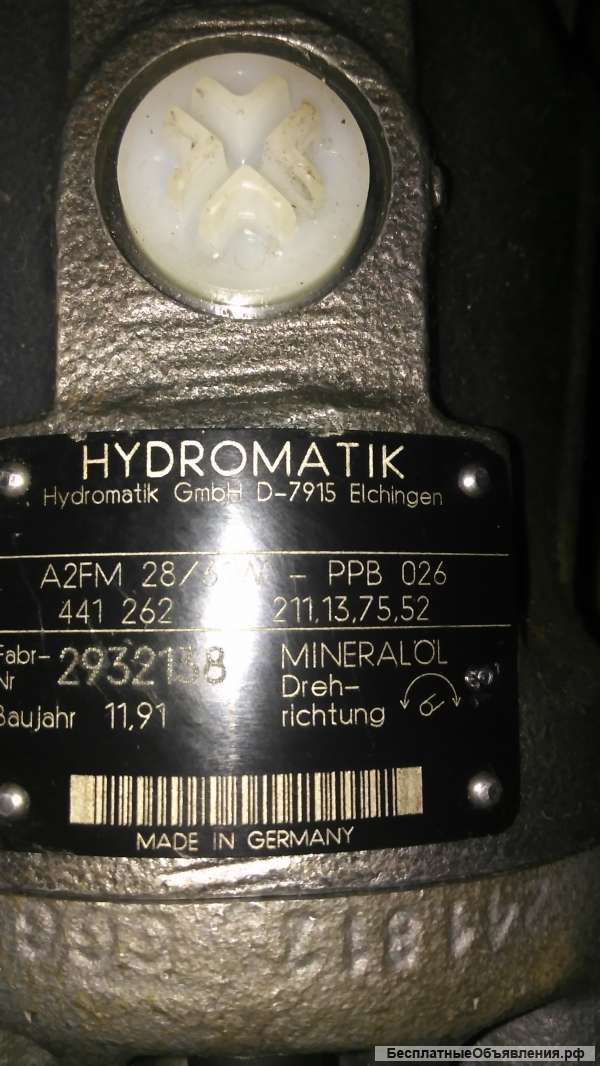 HYDROMATIK
Hydromatik GmbH D-7915 Elchingen
A2FM - PPB 026
441 262 211.13.75.52
Fabr-Nr 2932138 MINERALÖL
Baujahr 11,91 Dreh-
richtung
MADE IN GERMANY
БесплатныеОбъявления.рф